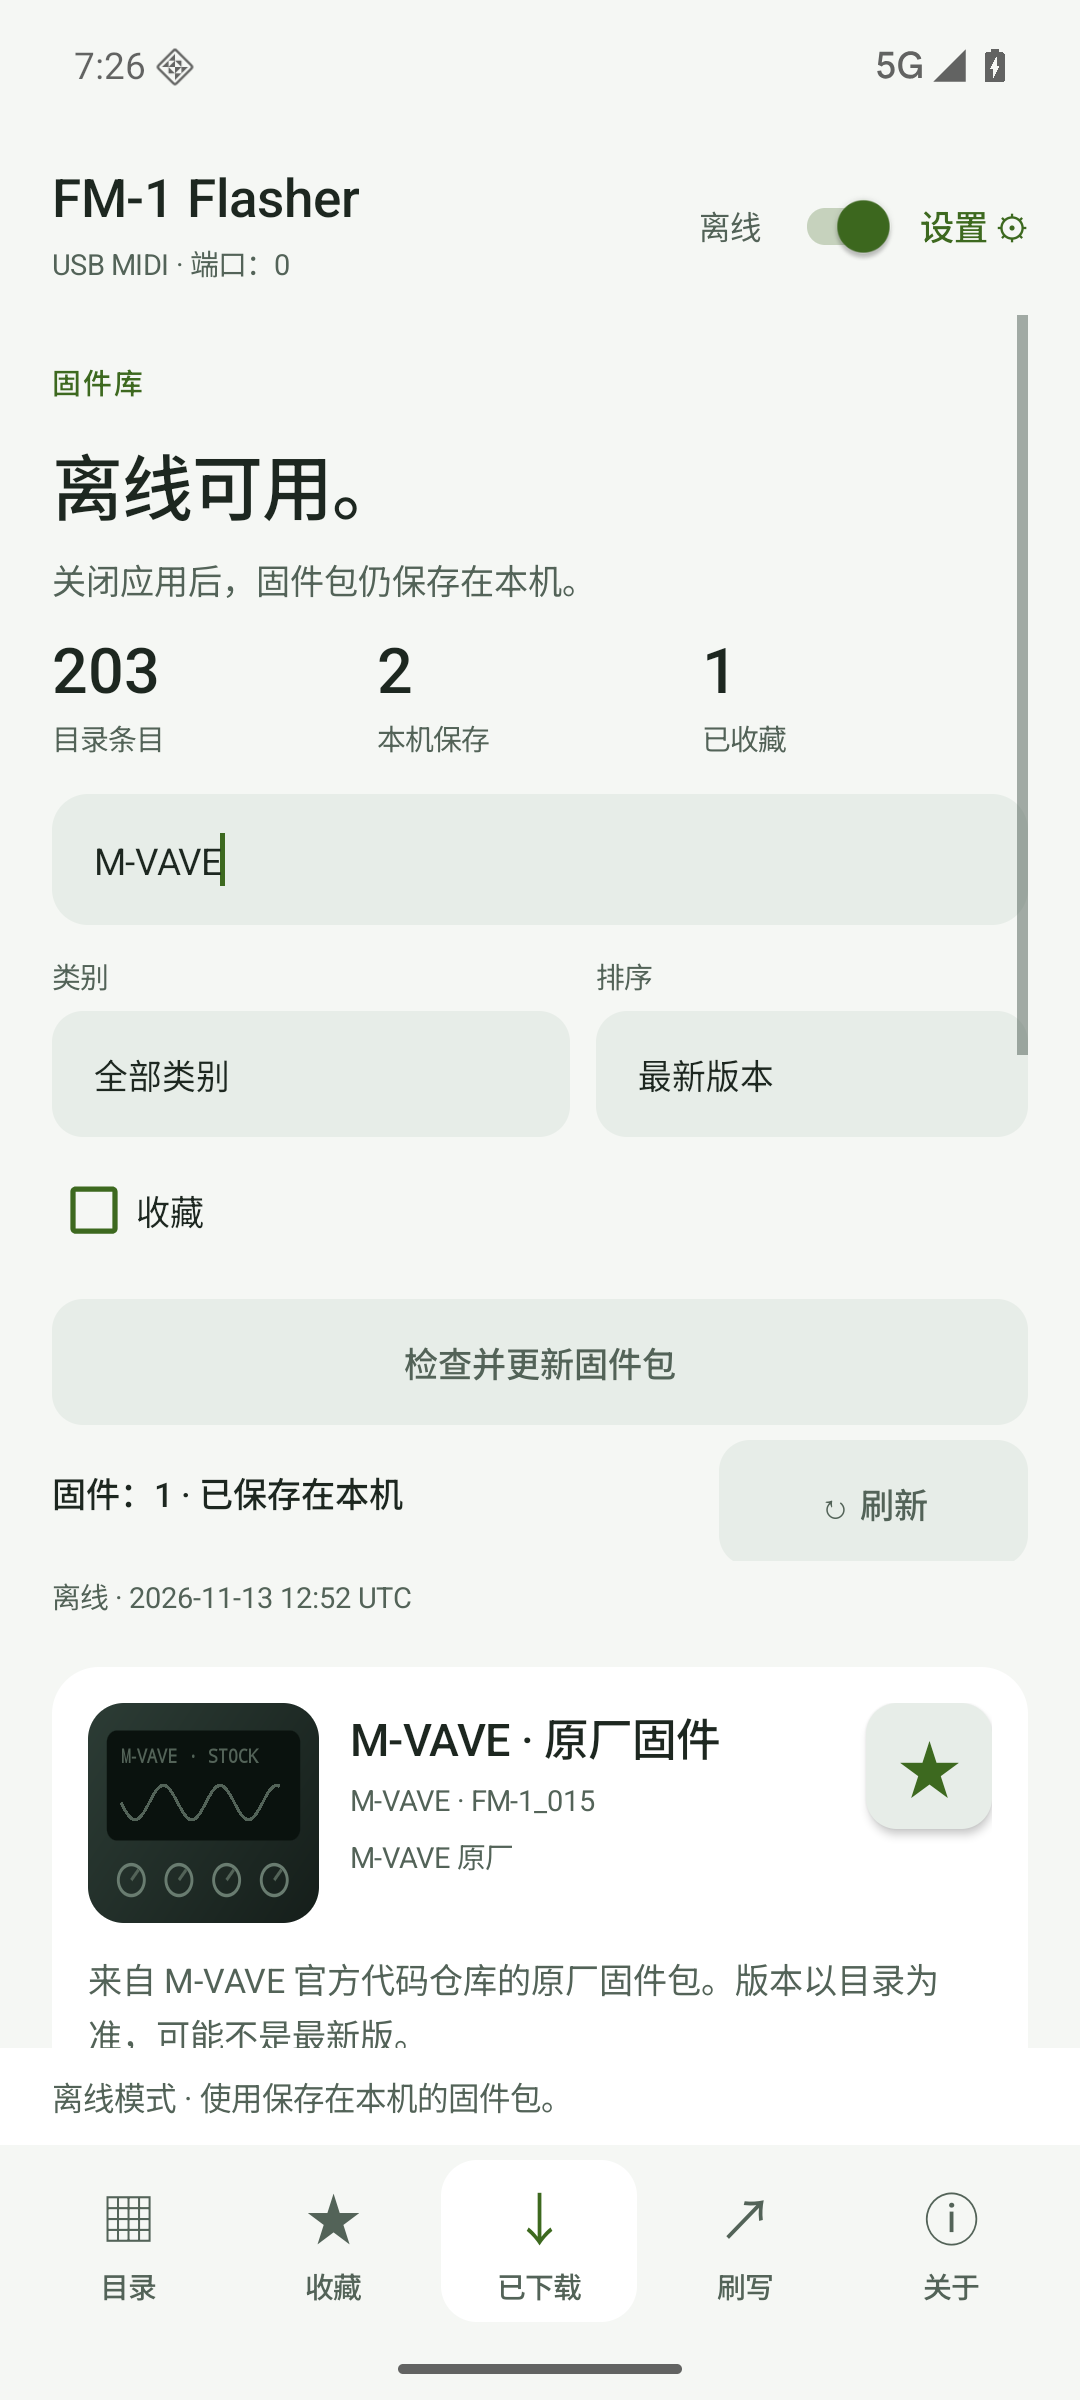 7:26
5G
FM-1 Flasher
USB MIDI · 端口：0
离线
设置
固件库
离线可用。
关闭应用后，固件包仍保存在本机。
203
2
1
目录条目
本机保存
已收藏
M-VAVE
类别
排序
全部类别
最新版本
收藏
检查并更新固件包
固件：1 · 已保存在本机
刷新
离线 · 2026-11-13 12:52 UTC
M-VAVE · STOCK
M-VAVE · 原厂固件
M-VAVE · FM-1_015
M-VAVE 原厂
来自 M-VAVE 官方代码仓库的原厂固件包。版本以目录为
准，可能不是最新版。
离线模式 · 使用保存在本机的固件包。
目录
收藏
已下载
刷写
关于